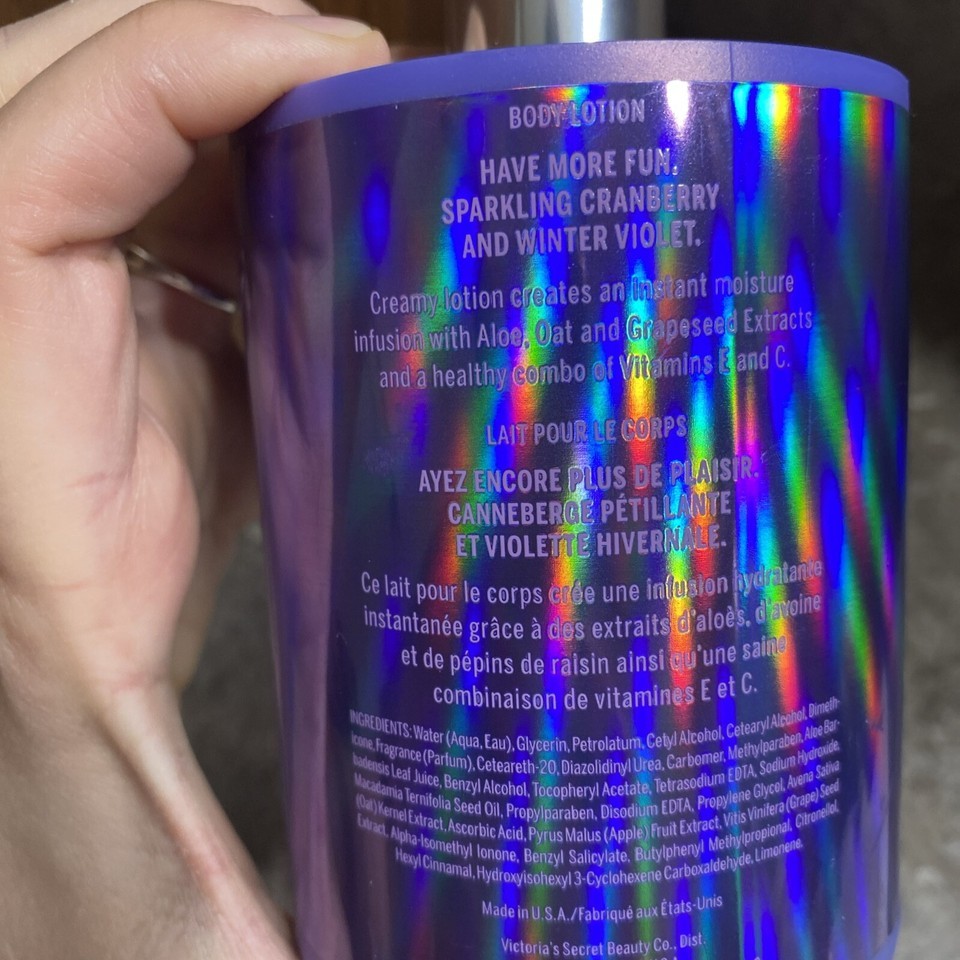 BODY LOTION
HAVE MORE FUN.
SPARKLING CRANBERRY
AND WINTER VIOLET.
Creamy lotion creates an instant moisture
infusion with Aloe, Oat and Grapeseed Extracts
and a healthy combo of Vitamins E and C.
LAIT POUR LE CORPS
AYEZ ENCORE PLUS DE PLAISIR.
CANNEBERGE PÉTILLANTE
ET VIOLETTE HIVERNALE.
Ce lait pour le corps crée une infusion hydratante
instantanée grâce à des extraits d'aloès, d'avoine
et de pépins de raisin ainsi qu'une saine
combinaison de vitamines E et C.
INGREDIENTS: Water (Aqua, Eau), Glycerin, Petrolatum, Cetyl Alcohol, Cetearyl Alcohol, Dimeth-
icone, Fragrance (Parfum), Ceteareth-20, Diazolidinyl Urea, Carbomer, Methylparaben, Aloe Bar-
badensis Leaf Juice, Benzyl Alcohol, Tocopheryl Acetate, Tetrasodium EDTA, Sodium Hydroxide,
Macadamia Ternifolia Seed Oil, Propylparaben, Disodium EDTA, Propylene Glycol, Avena Sativa
(Oat) Kernel Extract, Ascorbic Acid, Pyrus Malus (Apple) Fruit Extract, Vitis Vinifera (Grape) Seed
Extract, Alpha-Isomethyl Ionone, Benzyl Salicylate, Butylphenyl Methylpropional, Citronellol,
Hexyl Cinnamal, Hydroxyisohexyl 3-Cyclohexene Carboxaldehyde, Limonene.
Made in U.S.A./Fabriqué aux États-Unis
Victoria's Secret Beauty Co., Dist.